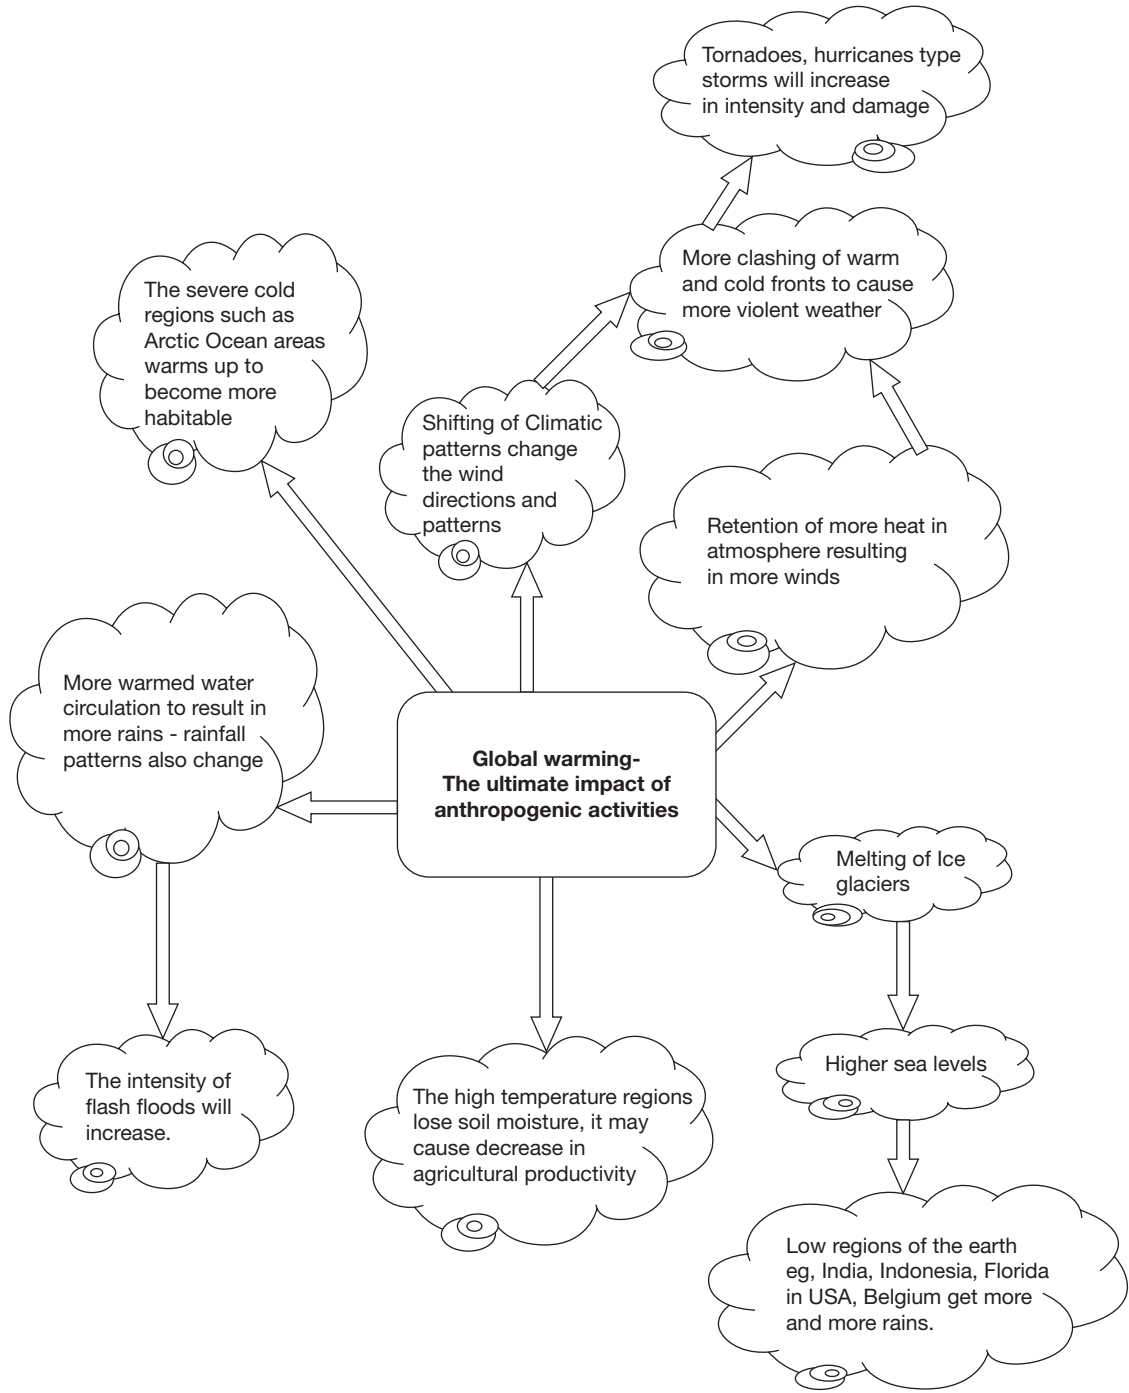 Tornadoes, hurricanes type
storms will increase
in intensity and damage
More clashing of warm
and cold fronts to cause
more violent weather
The severe cold
regions such as
Arctic Ocean areas
warms up to
become more
habitable
Shifting of Climatic
patterns change
the wind
directions and
patterns
Retention of more heat in
atmosphere resulting
in more winds
More warmed water
circulation to result in
more rains - rainfall
patterns also change
Global warming-
The ultimate impact of
anthropogenic activities
Melting of Ice
glaciers
The intensity of
flash floods will
increase.
The high temperature regions
lose soil moisture, it may
cause decrease in
agricultural productivity
Higher sea levels
Low regions of the earth
eg, India, Indonesia, Florida
in USA, Belgium get more
and more rains.